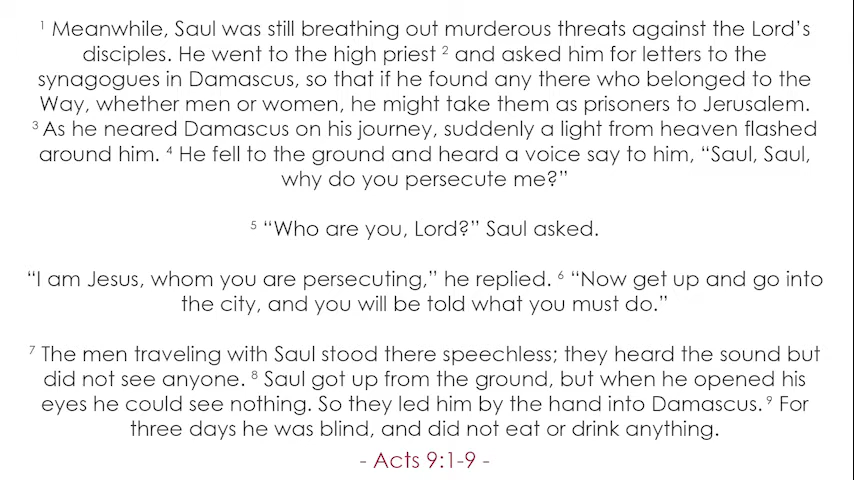 1 Meanwhile, Saul was still breathing out murderous threats against the Lord’s
disciples. He went to the high priest 2 and asked him for letters to the
synagogues in Damascus, so that if he found any there who belonged to the
Way, whether men or women, he might take them as prisoners to Jerusalem.
3 As he neared Damascus on his journey, suddenly a light from heaven flashed
around him. 4 He fell to the ground and heard a voice say to him, “Saul, Saul,
why do you persecute me?”
5 “Who are you, Lord?” Saul asked.
“I am Jesus, whom you are persecuting,” he replied. 6 “Now get up and go into
the city, and you will be told what you must do.”
7 The men traveling with Saul stood there speechless; they heard the sound but
did not see anyone. 8 Saul got up from the ground, but when he opened his
eyes he could see nothing. So they led him by the hand into Damascus. 9 For
three days he was blind, and did not eat or drink anything.
- Acts 9:1-9 -